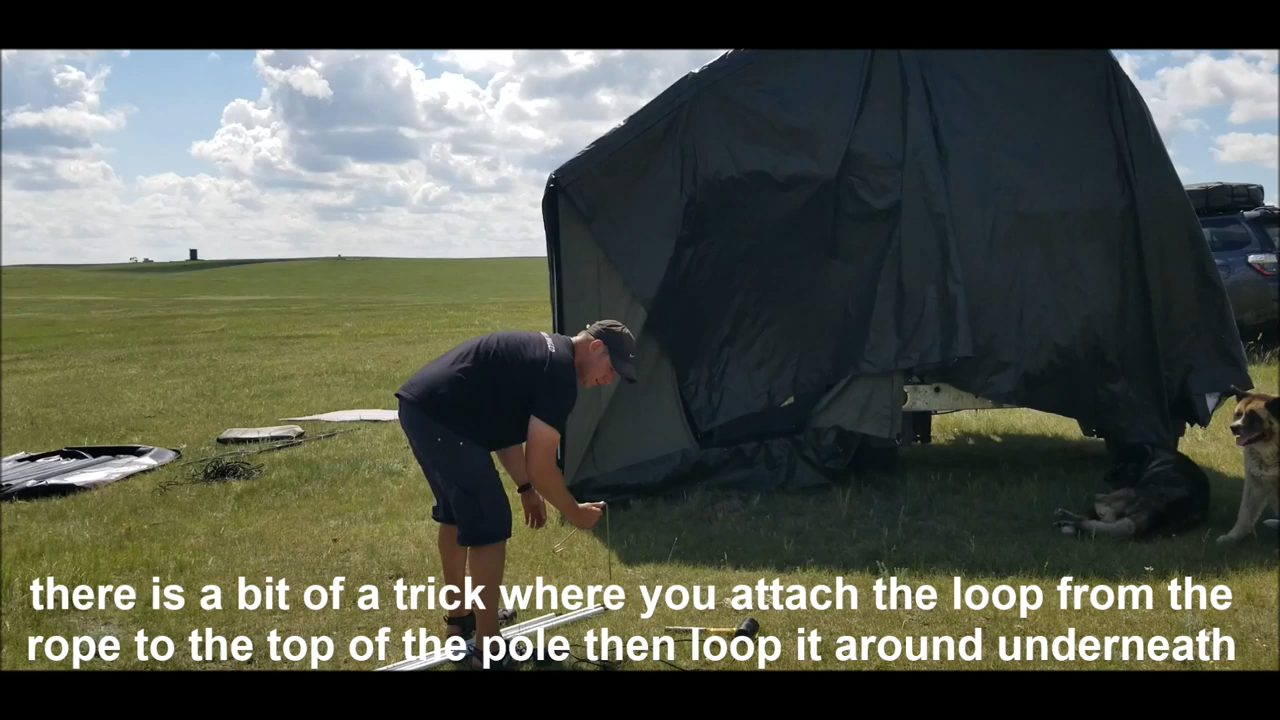 there is a bit of a trick where you attach the loop from the
rope to the top of the pole then loop it around underneath